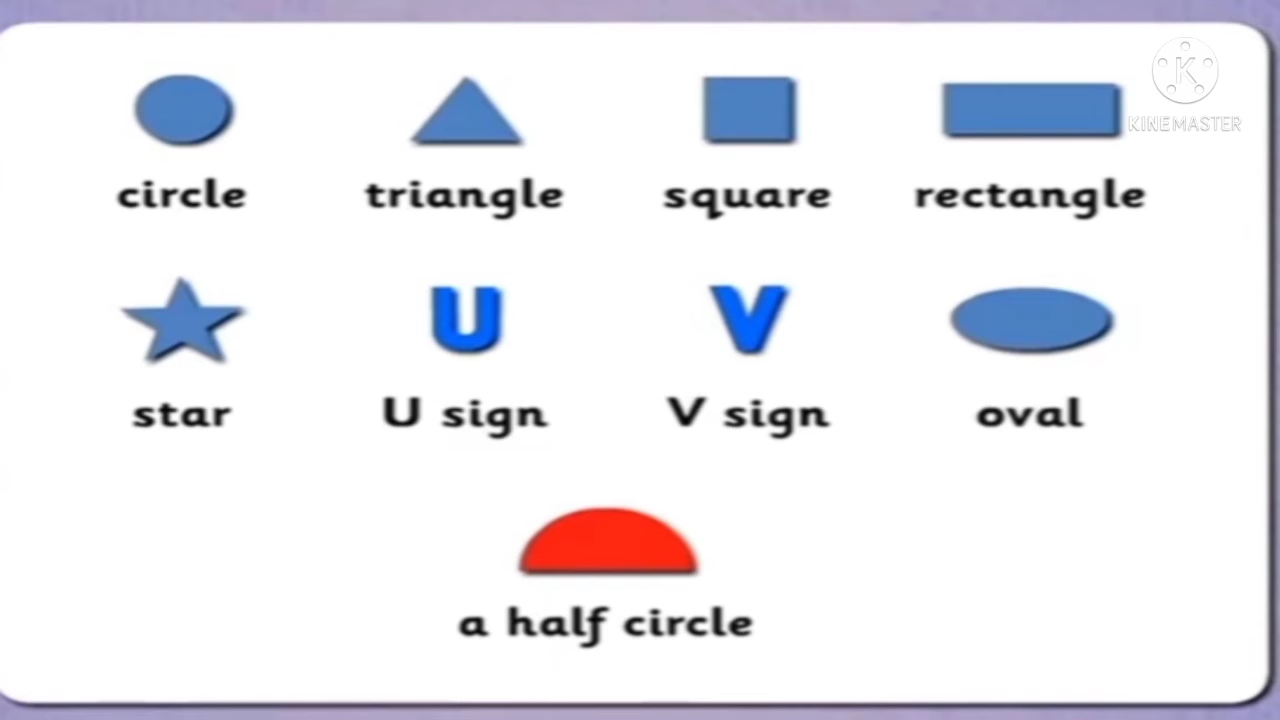 K
KINEMASTER
circle triangle square rectangle
U V
star U sign V sign oval
a half circle